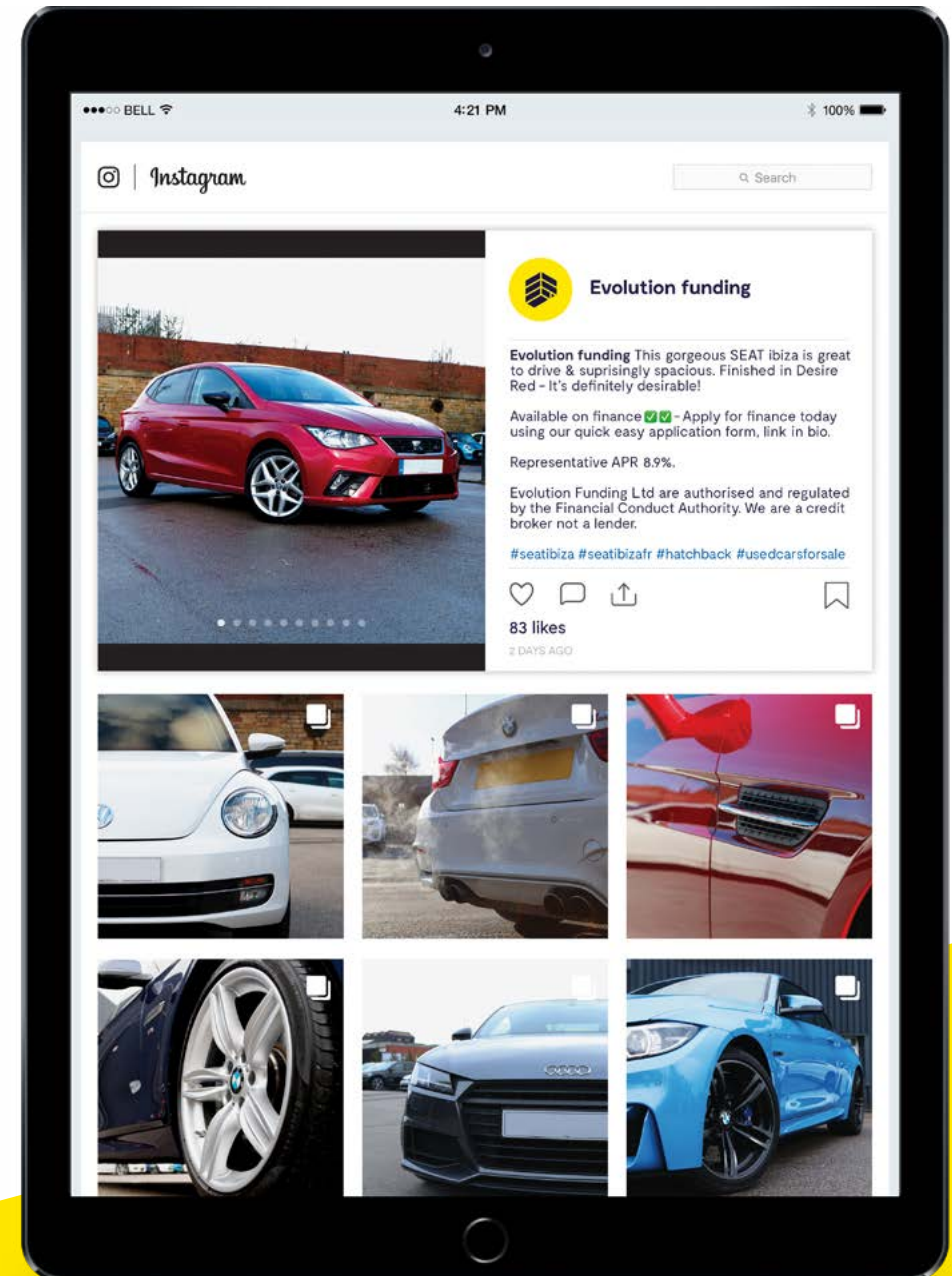 BELL
4:21 PM
100%
Instagram
Search
Evolution funding
Evolution funding This gorgeous SEAT ibiza is great
to drive & suprisingly spacious. Finished in Desire
Red - It's definitely desirable!
Available on finance ✅✅ - Apply for finance today
using our quick easy application form, link in bio.
Representative APR 8.9%.
Evolution Funding Ltd are authorised and regulated
by the Financial Conduct Authority. We are a credit
broker not a lender.
#seatibiza #seatibizafr #hatchback #usedcarsforsale
83 likes
2 DAYS AGO